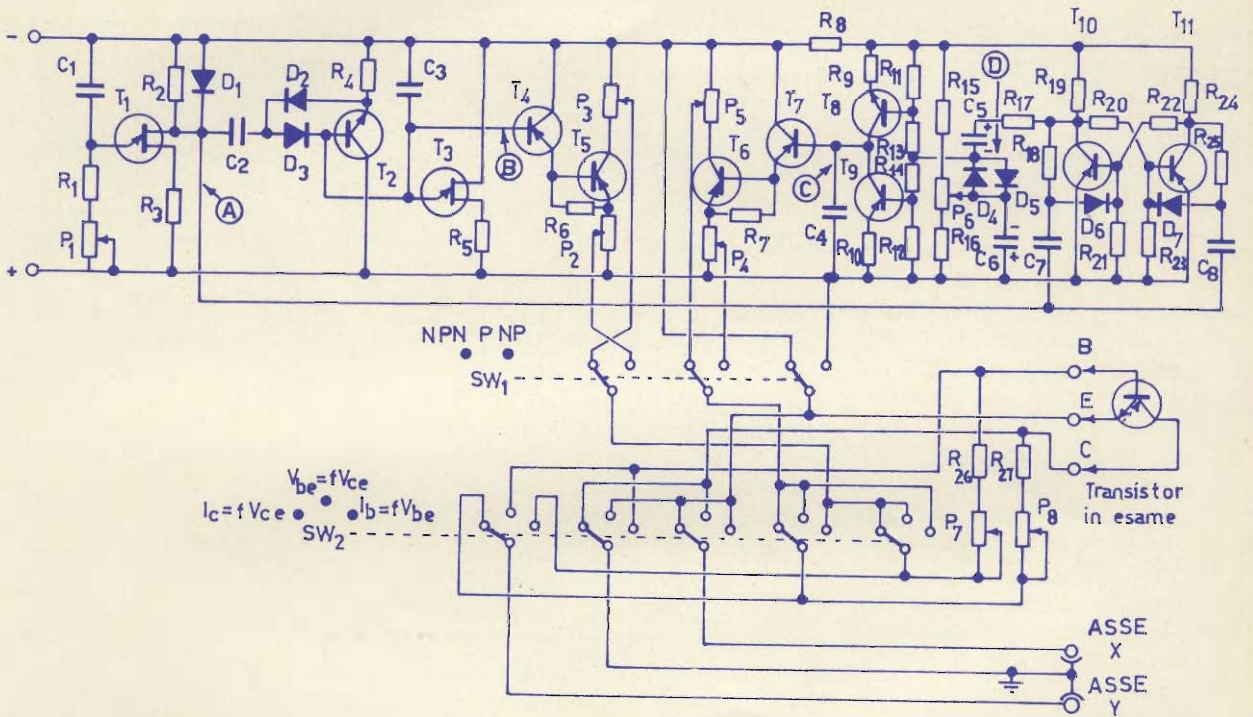 -
C1 T1 R2 D1 D2 R4 C3 T4 P3 P5 T7 R8 R9 R11 R15 D T10 T11
R19 R20 R22 R24
C2 D3 T2 T3 B T5 T6 T8 R13 C5 R17 R18 R25
R1 R3 A R5 R6 P2 R7 P4 C T9 R14 P6 D4 D5 D6 D7
P1 C4 R10 R12 R16 C6 C7 R21 R23 C8
+
NPN PNP
SW1
B
E
C
R26 R27
Transistor
in esame
Vbe=fVce
Ic=fVce Ib=fVbe
SW2
P7 P8
ASSE
X
ASSE
Y